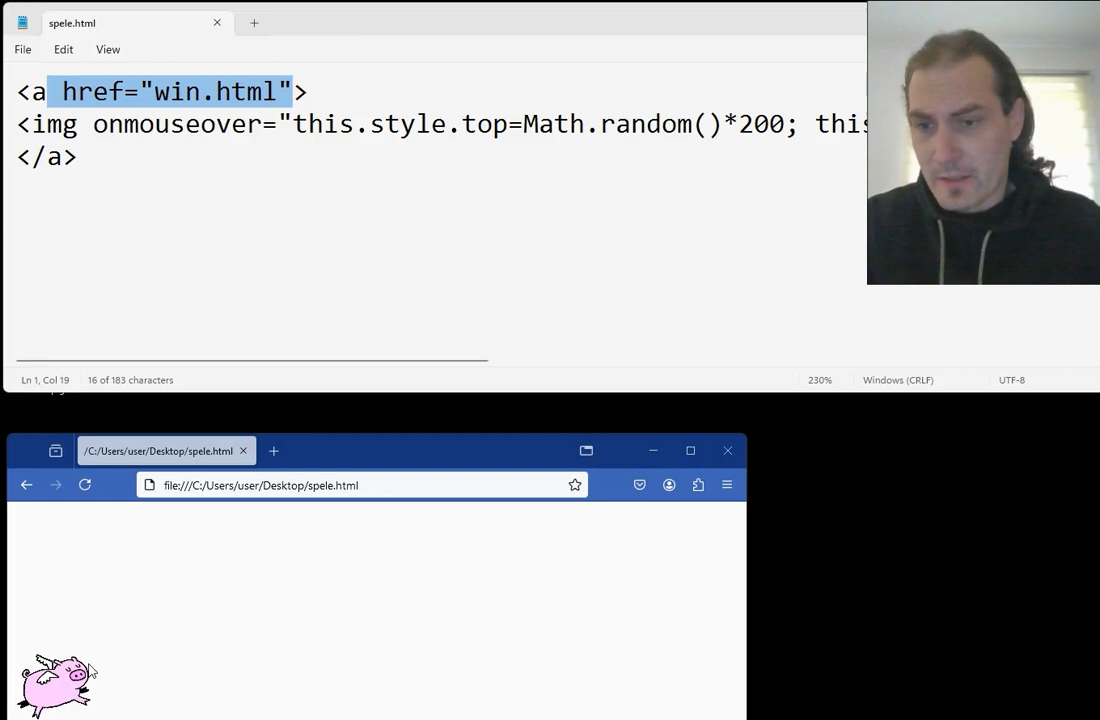 spele.html
File Edit View
<a href="win.html">
<img onmouseover="this.style.top=Math.random()*200; this
</a>
Ln 1, Col 19 16 of 183 characters 230% Windows (CRLF) UTF-8
/C:/Users/user/Desktop/spele.html
file:///C:/Users/user/Desktop/spele.html